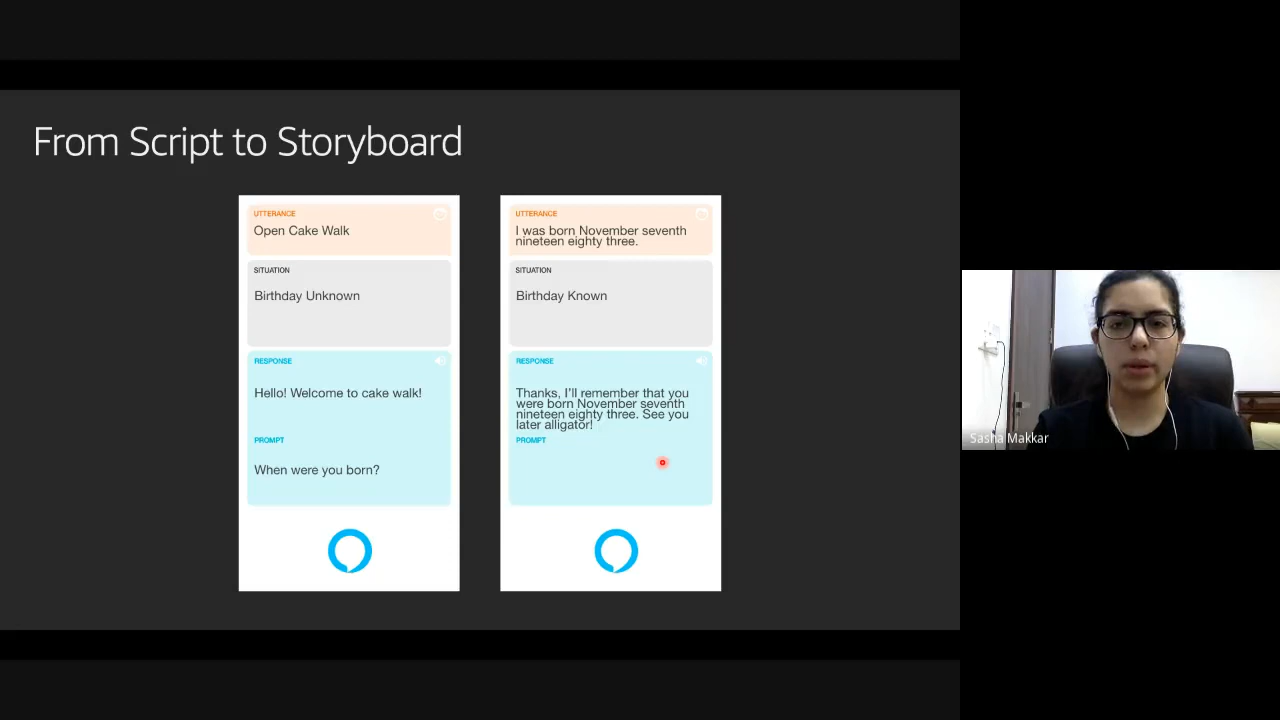 From Script to Storyboard
UTTERANCE
Open Cake Walk
SITUATION
Birthday Unknown
RESPONSE
Hello! Welcome to cake walk!
PROMPT
When were you born?
UTTERANCE
I was born November seventh
nineteen eighty three.
SITUATION
Birthday Known
RESPONSE
Thanks, I'll remember that you
were born November seventh
nineteen eighty three. See you
later alligator!
PROMPT
Sasha Makkar